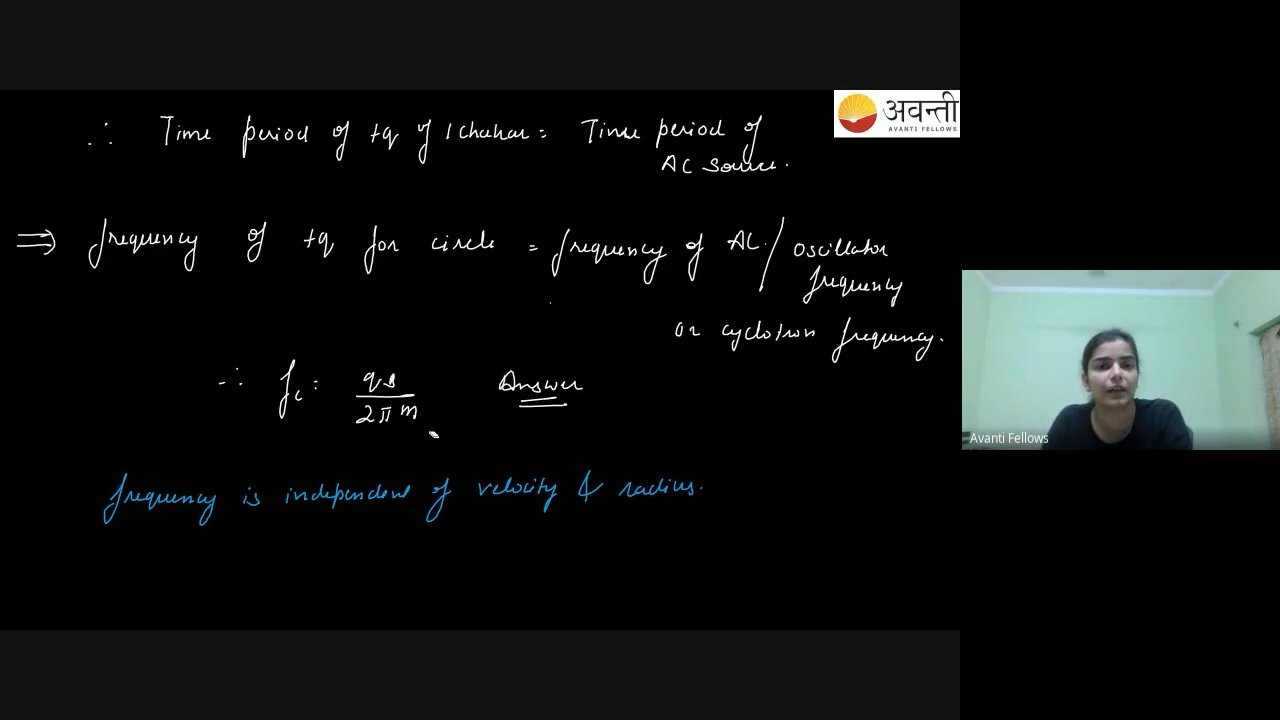 ∴ Time period of +q of 1 chakar = Time period of
AC source.
अवन्ती
AVANTI FELLOWS
⇒ frequency of +q for circle = frequency of AC / oscillator
frequency
or cyclotron frequency.
∴ fc = qB / 2πm Answer
Avanti Fellows
frequency is independent of velocity & radius.